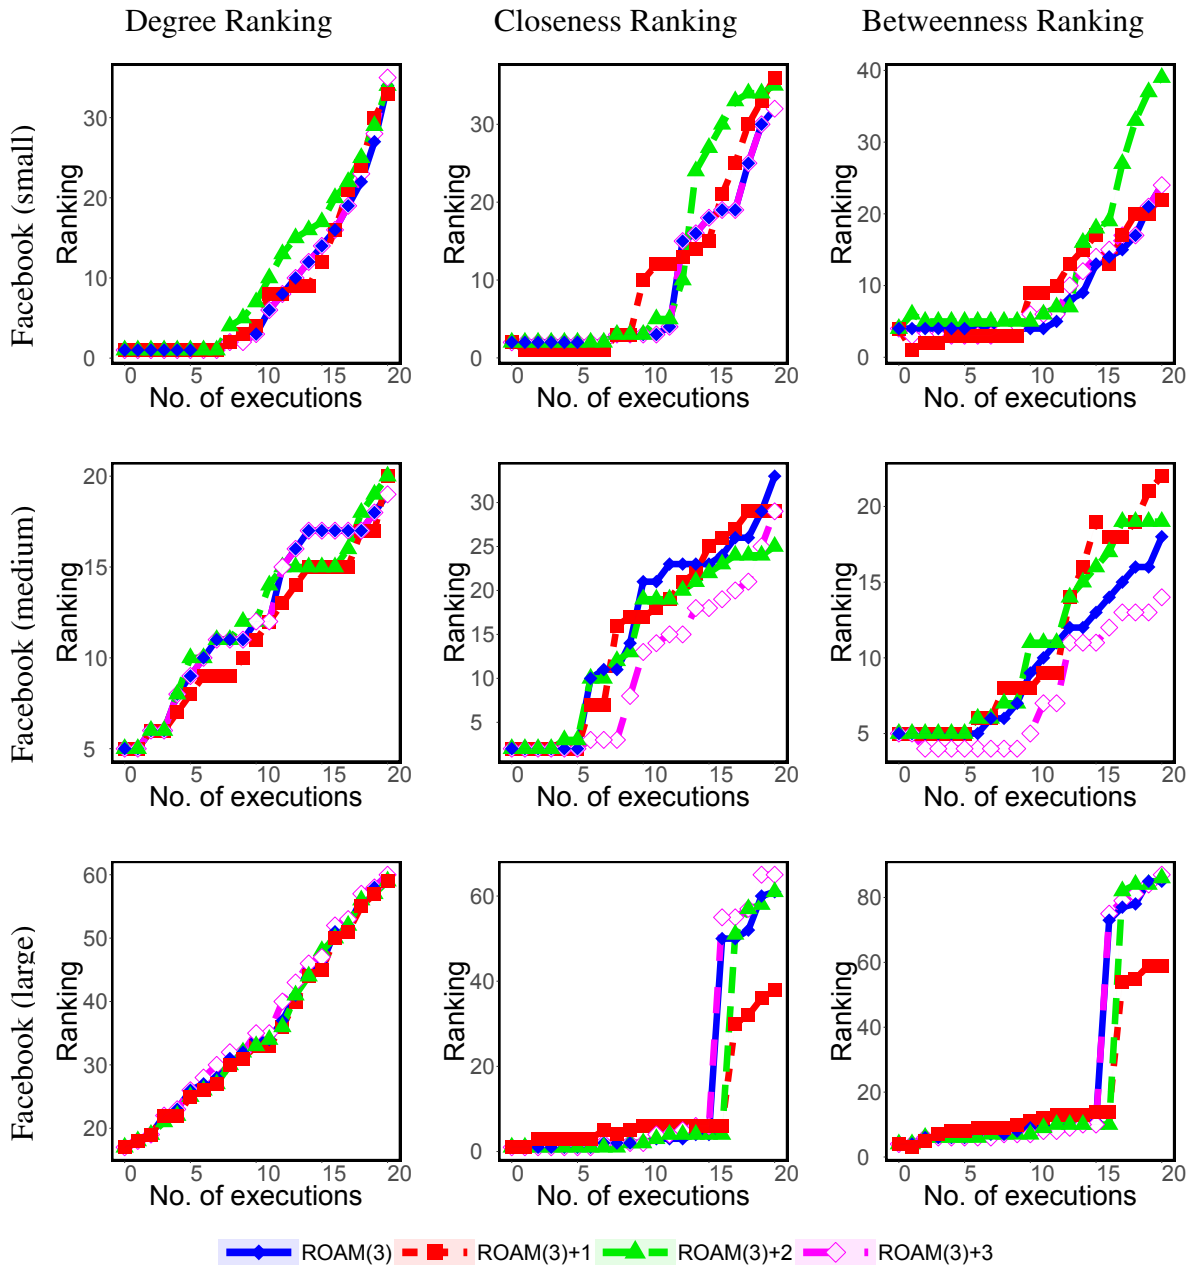 Degree Ranking
Closeness Ranking
Betweenness Ranking
Facebook (small)
Ranking
30
20
10
0
0 5 10 15 20
No. of executions
Ranking
30
20
10
0
0 5 10 15 20
No. of executions
Ranking
40
30
20
10
0
0 5 10 15 20
No. of executions
Facebook (medium)
Ranking
20
15
10
5
0 5 10 15 20
No. of executions
Ranking
30
25
20
15
10
5
0 5 10 15 20
No. of executions
Ranking
20
15
10
5
0 5 10 15 20
No. of executions
Facebook (large)
Ranking
60
50
40
30
20
0 5 10 15 20
No. of executions
Ranking
60
40
20
0
0 5 10 15 20
No. of executions
Ranking
80
60
40
20
0
0 5 10 15 20
No. of executions
ROAM(3) ROAM(3)+1 ROAM(3)+2 ROAM(3)+3